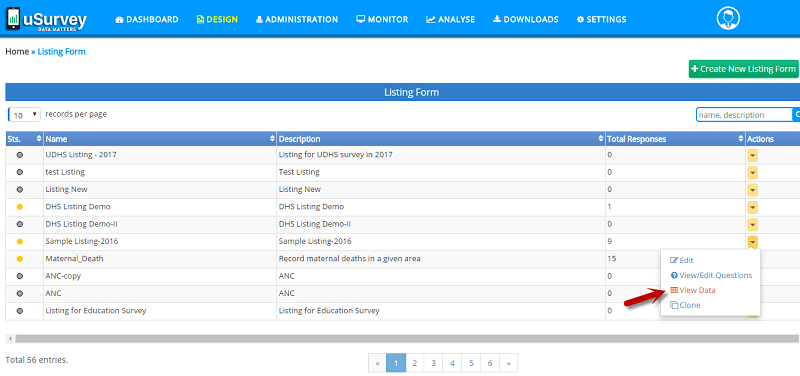 uSurvey
DATA MATTERS
DASHBOARD DESIGN ADMINISTRATION MONITOR ANALYSE DOWNLOADS SETTINGS
Home » Listing Form
+ Create New Listing Form
Listing Form
10 records per page
name, description
Sts. Name Description Total Responses Actions
UDHS Listing - 2017 Listing for UDHS survey in 2017 0
test Listing Test Listing 0
Listing New Listing New 0
DHS Listing Demo DHS Listing Demo 1
DHS Listing Demo-II DHS Listing Demo-II 0
Sample Listing-2016 Sample Listing-2016 9
Maternal_Death Record maternal deaths in a given area 15
ANC-copy ANC 0
ANC ANC 0
Listing for Education Survey Listing for Education Survey 0
Edit
View/Edit Questions
View Data
Clone
Total 56 entries.
« 1 2 3 4 5 6 »